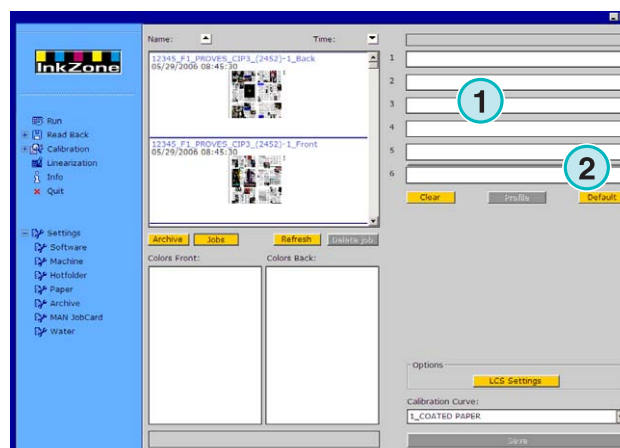 InkZone
Run
Read Back
Calibration
Linearization
Info
Quit
Settings
Software
Machine
Hotfolder
Paper
Archive
MAN JobCard
Water
Name:
Time:
12345_F1_PROVES_CIP3_(2452)-1_Back
05/29/2006 08:45:30
12345_F1_PROVES_CIP3_(2452)-1_Front
05/29/2006 08:45:30
Archive
Jobs
Refresh
Delete job
Colors Front:
Colors Back:
1
2
3
4
5
6
1
2
Clear
Profile
Default
Options
LCS Settings
Calibration Curve:
1_COATED PAPER
Save